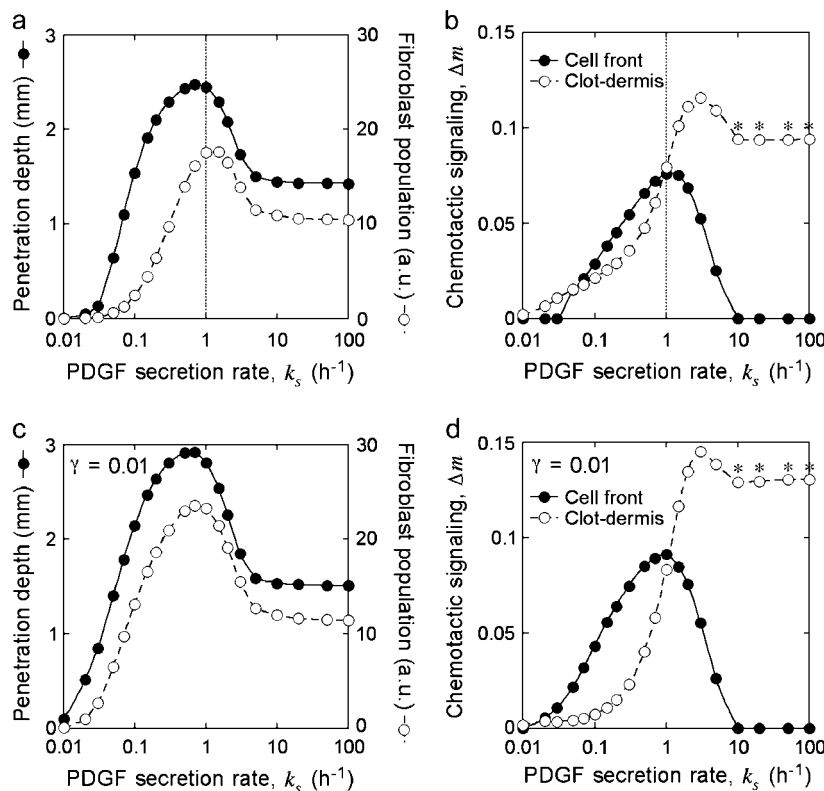 a
3
2
1
0
Penetration depth (mm)
30
20
10
0
Fibroblast population (a.u.)
0.01 0.1 1 10 100
PDGF secretion rate, kₛ (h⁻¹)
b
0.15
0.1
0.05
0
Chemotactic signaling, Δm
Cell front
Clot-dermis
* * * *
0.01 0.1 1 10 100
PDGF secretion rate, kₛ (h⁻¹)
c
γ = 0.01
3
2
1
0
Penetration depth (mm)
30
20
10
0
Fibroblast population (a.u.)
0.01 0.1 1 10 100
PDGF secretion rate, kₛ (h⁻¹)
d
γ = 0.01
0.15
0.1
0.05
0
Chemotactic signaling, Δm
Cell front
Clot-dermis
* * * *
0.01 0.1 1 10 100
PDGF secretion rate, kₛ (h⁻¹)